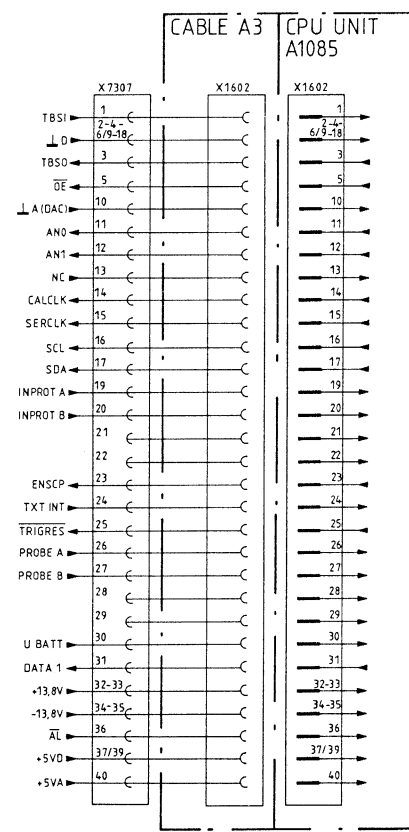 CABLE A3 CPU UNIT
A1085
X7307 X1602 X1602
TBSI 1 1
⊥D 2-4-6/9-18 2-4-6/9-18
TBSO 3 3
O̅E̅ 5 5
⊥A(DAC) 10 10
AN0 11 11
AN1 12 12
NC 13 13
CALCLK 14 14
SERCLK 15 15
SCL 16 16
SDA 17 17
INPROT A 19 19
INPROT B 20 20
21 21
22 22
ENSCP 23 23
TXT INT 24 24
T̅R̅I̅G̅R̅E̅S̅ 25 25
PROBE A 26 26
PROBE B 27 27
28 28
29 29
U BATT 30 30
DATA 1 31 31
+13,8V 32-33 32-33
-13,8V 34-35 34-35
A̅L̅ 36 36
+5VD 37/39 37/39
+5VA 40 40